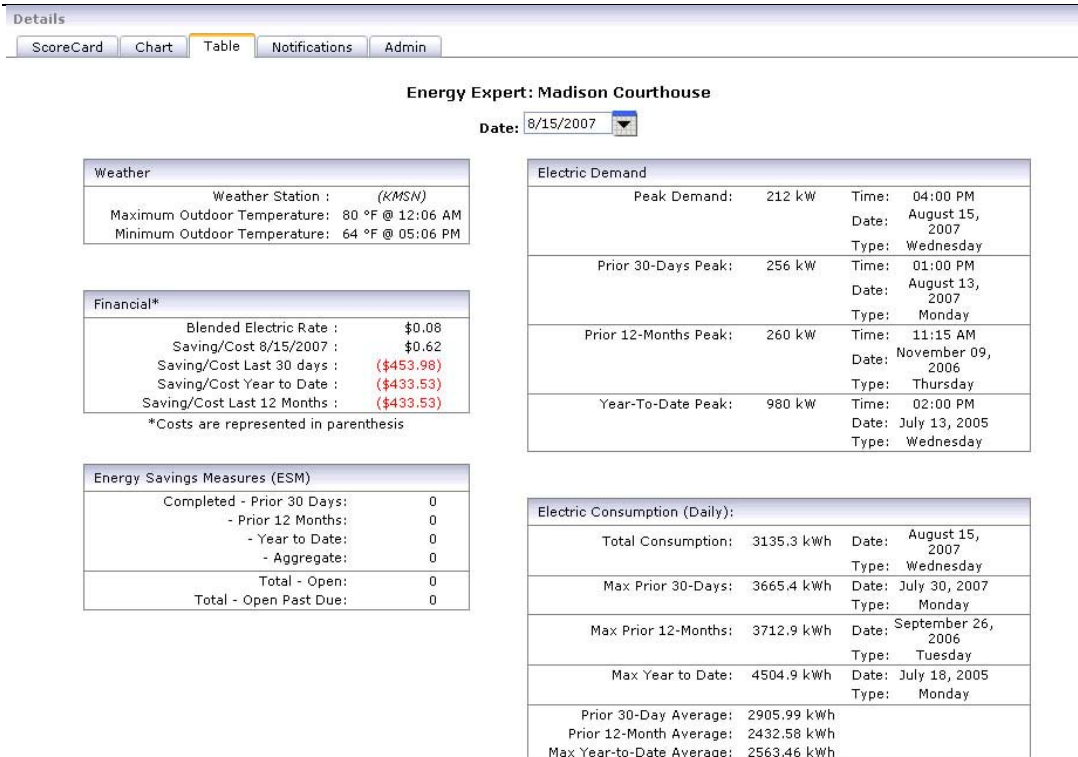 Details
ScoreCard Chart Table Notifications Admin
Energy Expert: Madison Courthouse
Date: 8/15/2007
Weather
Weather Station : (KMSN)
Maximum Outdoor Temperature: 80 °F @ 12:06 AM
Minimum Outdoor Temperature: 64 °F @ 05:06 PM
Financial*
Blended Electric Rate : $0.08
Saving/Cost 8/15/2007 : $0.62
Saving/Cost Last 30 days : ($453.98)
Saving/Cost Year to Date : ($433.53)
Saving/Cost Last 12 Months : ($433.53)
*Costs are represented in parenthesis
Energy Savings Measures (ESM)
Completed - Prior 30 Days: 0
- Prior 12 Months: 0
- Year to Date: 0
- Aggregate: 0
Total - Open: 0
Total - Open Past Due: 0
Electric Demand
Peak Demand: 212 kW Time: 04:00 PM
Date: August 15,
2007
Type: Wednesday
Prior 30-Days Peak: 256 kW Time: 01:00 PM
Date: August 13,
2007
Type: Monday
Prior 12-Months Peak: 260 kW Time: 11:15 AM
Date: November 09,
2006
Type: Thursday
Year-To-Date Peak: 980 kW Time: 02:00 PM
Date: July 13, 2005
Type: Wednesday
Electric Consumption (Daily):
Total Consumption: 3135.3 kWh Date: August 15,
2007
Type: Wednesday
Max Prior 30-Days: 3665.4 kWh Date: July 30, 2007
Type: Monday
Max Prior 12-Months: 3712.9 kWh Date: September 26,
2006
Type: Tuesday
Max Year to Date: 4504.9 kWh Date: July 18, 2005
Type: Monday
Prior 30-Day Average: 2905.99 kWh
Prior 12-Month Average: 2432.58 kWh
Max Year-to-Date Average: 2563.46 kWh